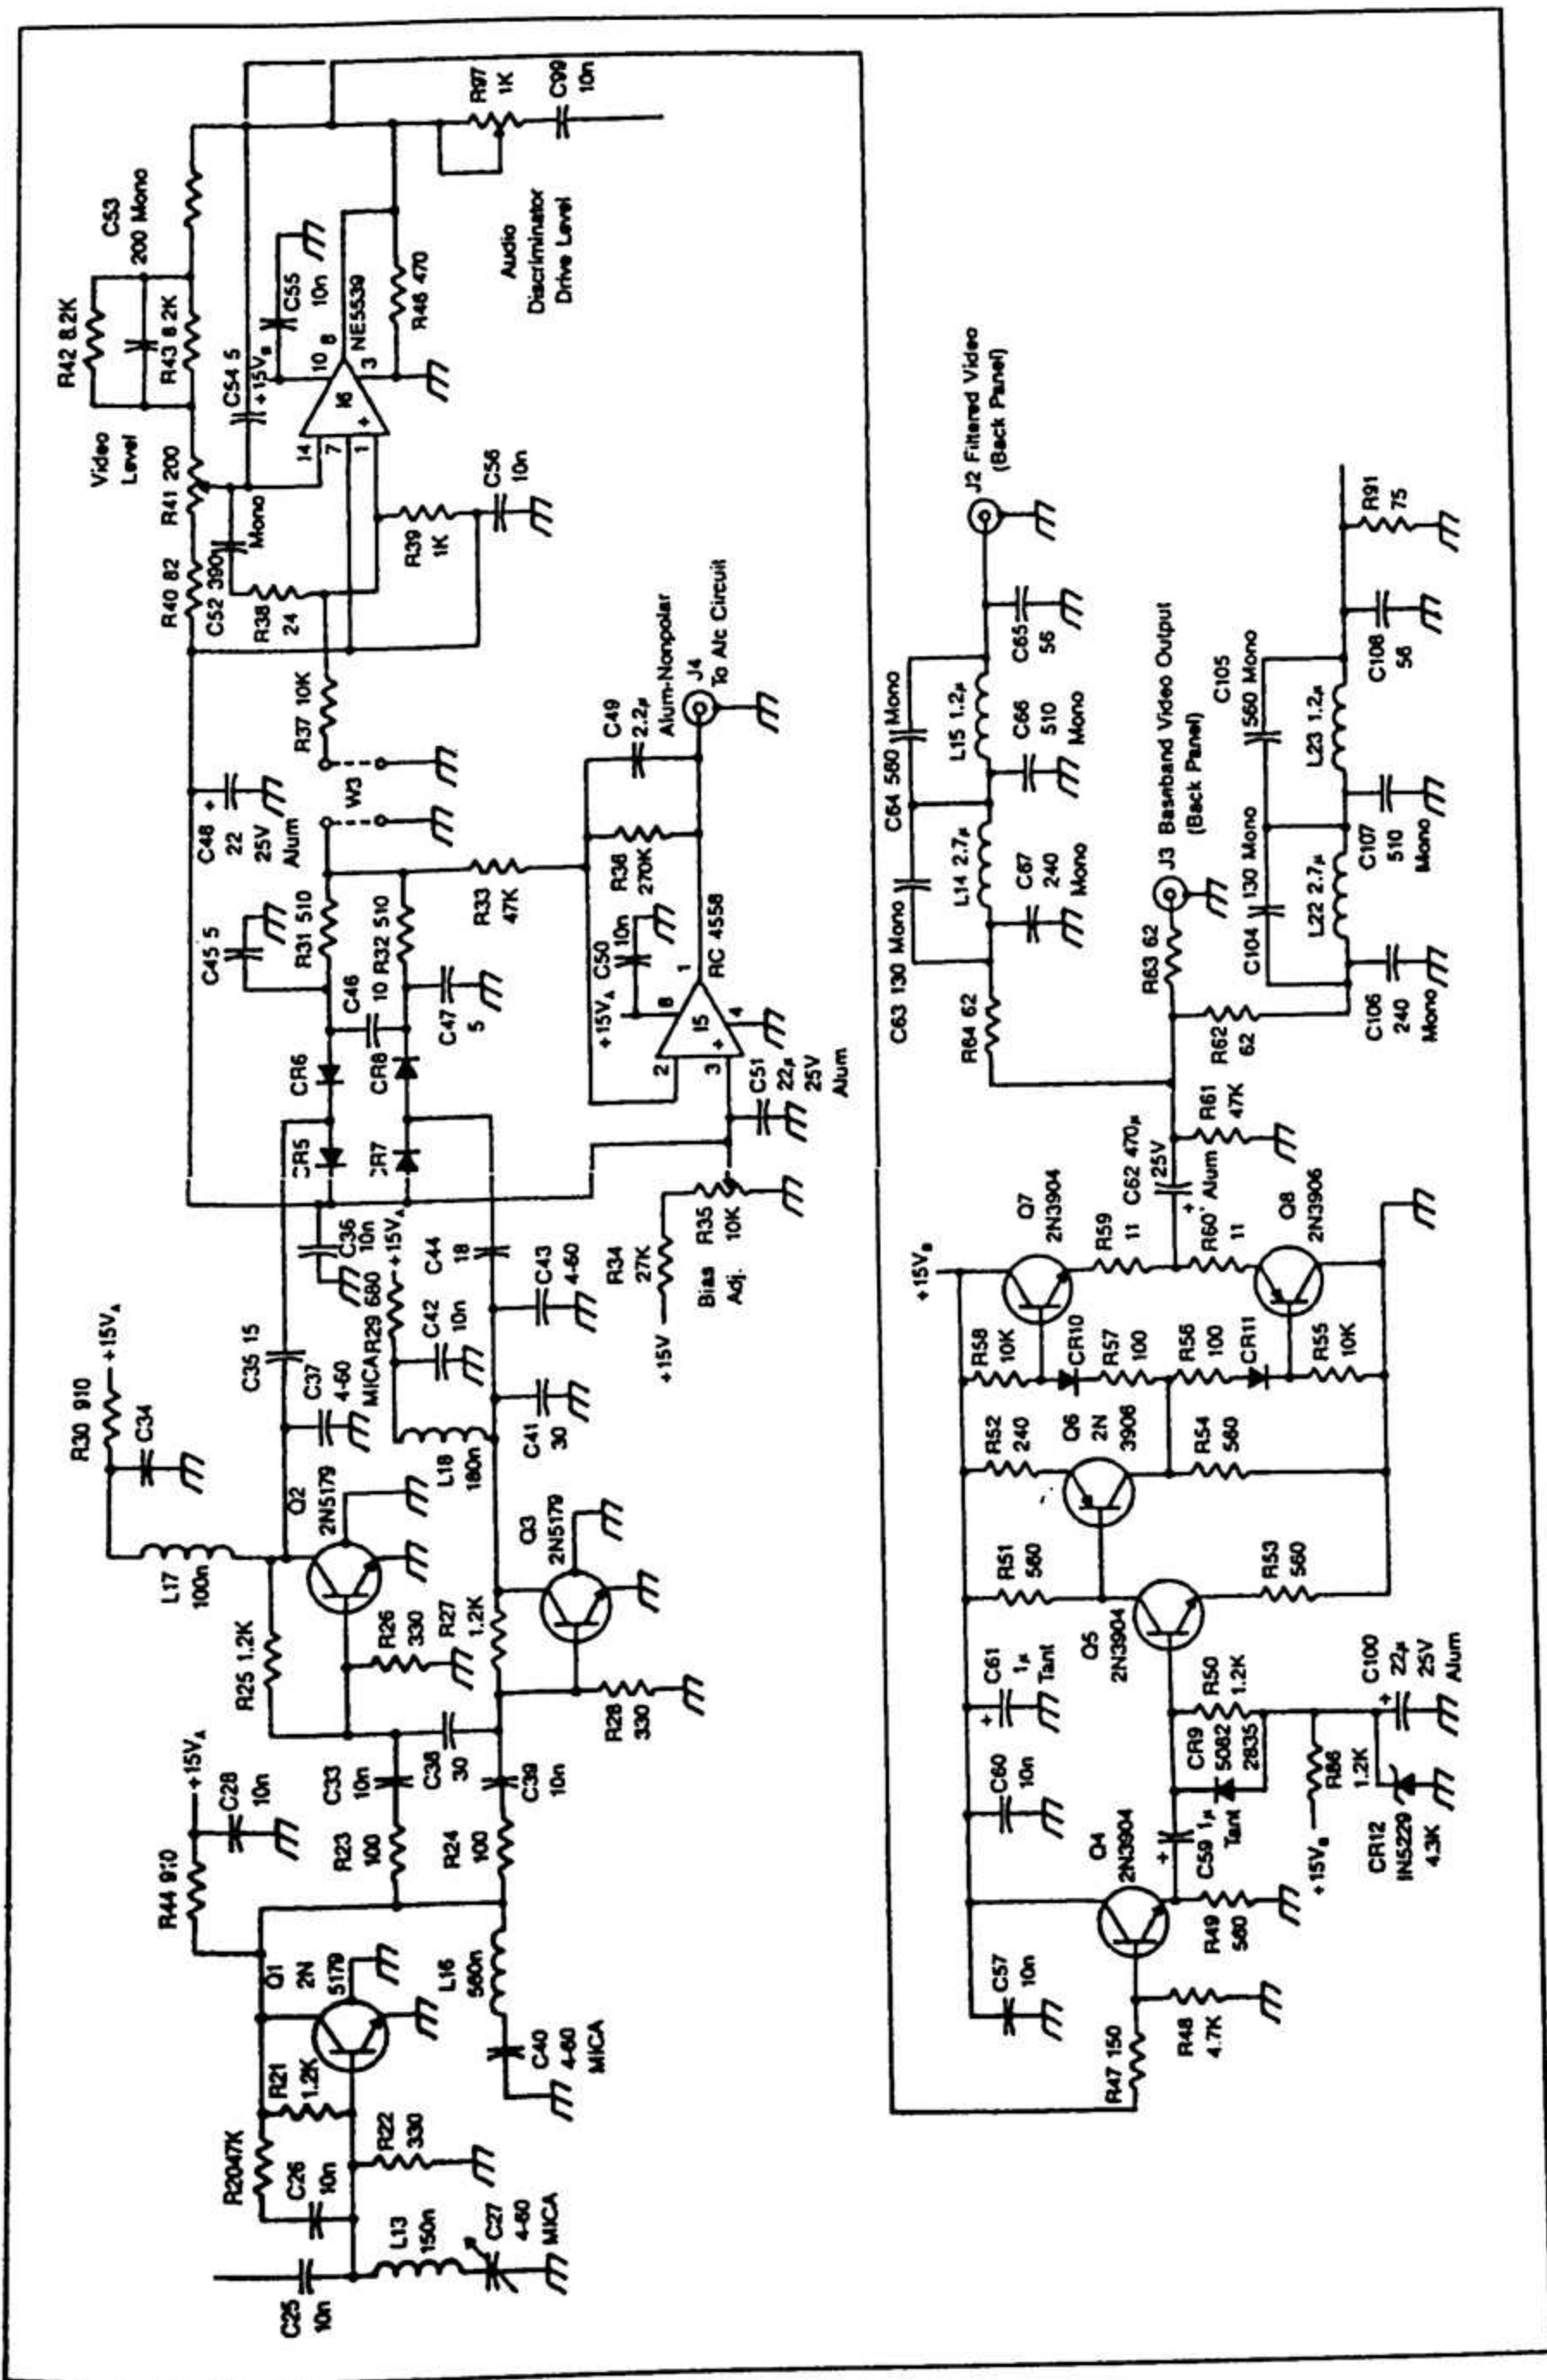 C25
10n
R2047K
C26
10n
R21
1.2K
R22
330
L13
150n
C27
4-60
MICA
Q1
2N
5179
R44 910
+15VA
C28
10n
L16
560n
C40
4-60
MICA
R23
100
R24
100
C33
10n
C38
30
C39
10n
R25 1.2K
R26
330
R27
1.2K
R28
330
L17
100n
R30 910
+15VA
C34
Q2
2N5179
Q3
2N5179
C35 15
C37
4-60
MICA
R29 680
+15VA
C36
10n
L18
180n
C42
10n
C41
30
C44
18
C43
4-60
R34
27K
+15V
Bias
Adj.
R35
10K
CR5
CR6
CR7
CR8
C45 5
R31 510
C46
10
R32 510
C47
5
C48
22
25V
Alum
+
W3
R33
47K
R37 10K
+15VA
C50
10n
R36
270K
C49
2.2µ
Alum-Nonpolar
2
3
8
1
4
I5
+
RC 4558
C51
22µ
25V
Alum
J4
To Alc Circuit
R40 82
R41 200
Video
Level
C52 390
Mono
R38
24
R39
1K
C56
10n
R42 8.2K
C53
200 Mono
R43 8.2K
C54 5
+15VB
C55
10n
14
7
1
10
8
3
I6
+
NE5539
R46 470
R97
1K
C99
10n
Audio
Discriminator
Drive Level
R47 150
R48
4.7K
C57
10n
Q4
2N3904
R49
560
C59 1µ
Tant
+
C60
10n
C61
1µ
Tant
+
CR9
5082
2835
R50
1.2K
R86
1.2K
+15VB
CR12
IN5229
4.3K
C100
22µ
25V
Alum
+
Q5
2N3904
R51
560
R53
560
R52
240
Q6
2N
3906
R54
560
R58
10K
CR10
R57
100
R56
100
CR11
R55
10K
+15VB
Q7
2N3904
R59
11
R60
11
Q8
2N3906
C62 470µ
25V
Alum
+
R61
47K
R62
62
R63 62
R64 62
J3 Baseband Video Output
(Back Panel)
C63 130 Mono
C64 560 Mono
L14 2.7µ
L15 1.2µ
C67
240
Mono
C66
510
Mono
C65
56
J2 Filtered Video
(Back Panel)
C104 130 Mono
C105
560 Mono
L22 2.7µ
L23 1.2µ
C106
240
Mono
C107
510
Mono
C108
56
R91
75